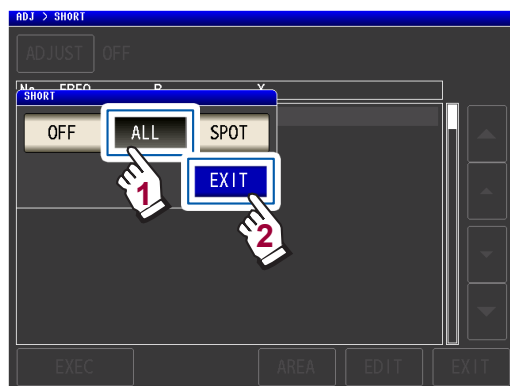 ADJ > SHORT
ADJUST OFF
No. FREQ R X
SHORT
OFF ALL SPOT
1
EXIT
2
EXEC AREA EDIT EXIT